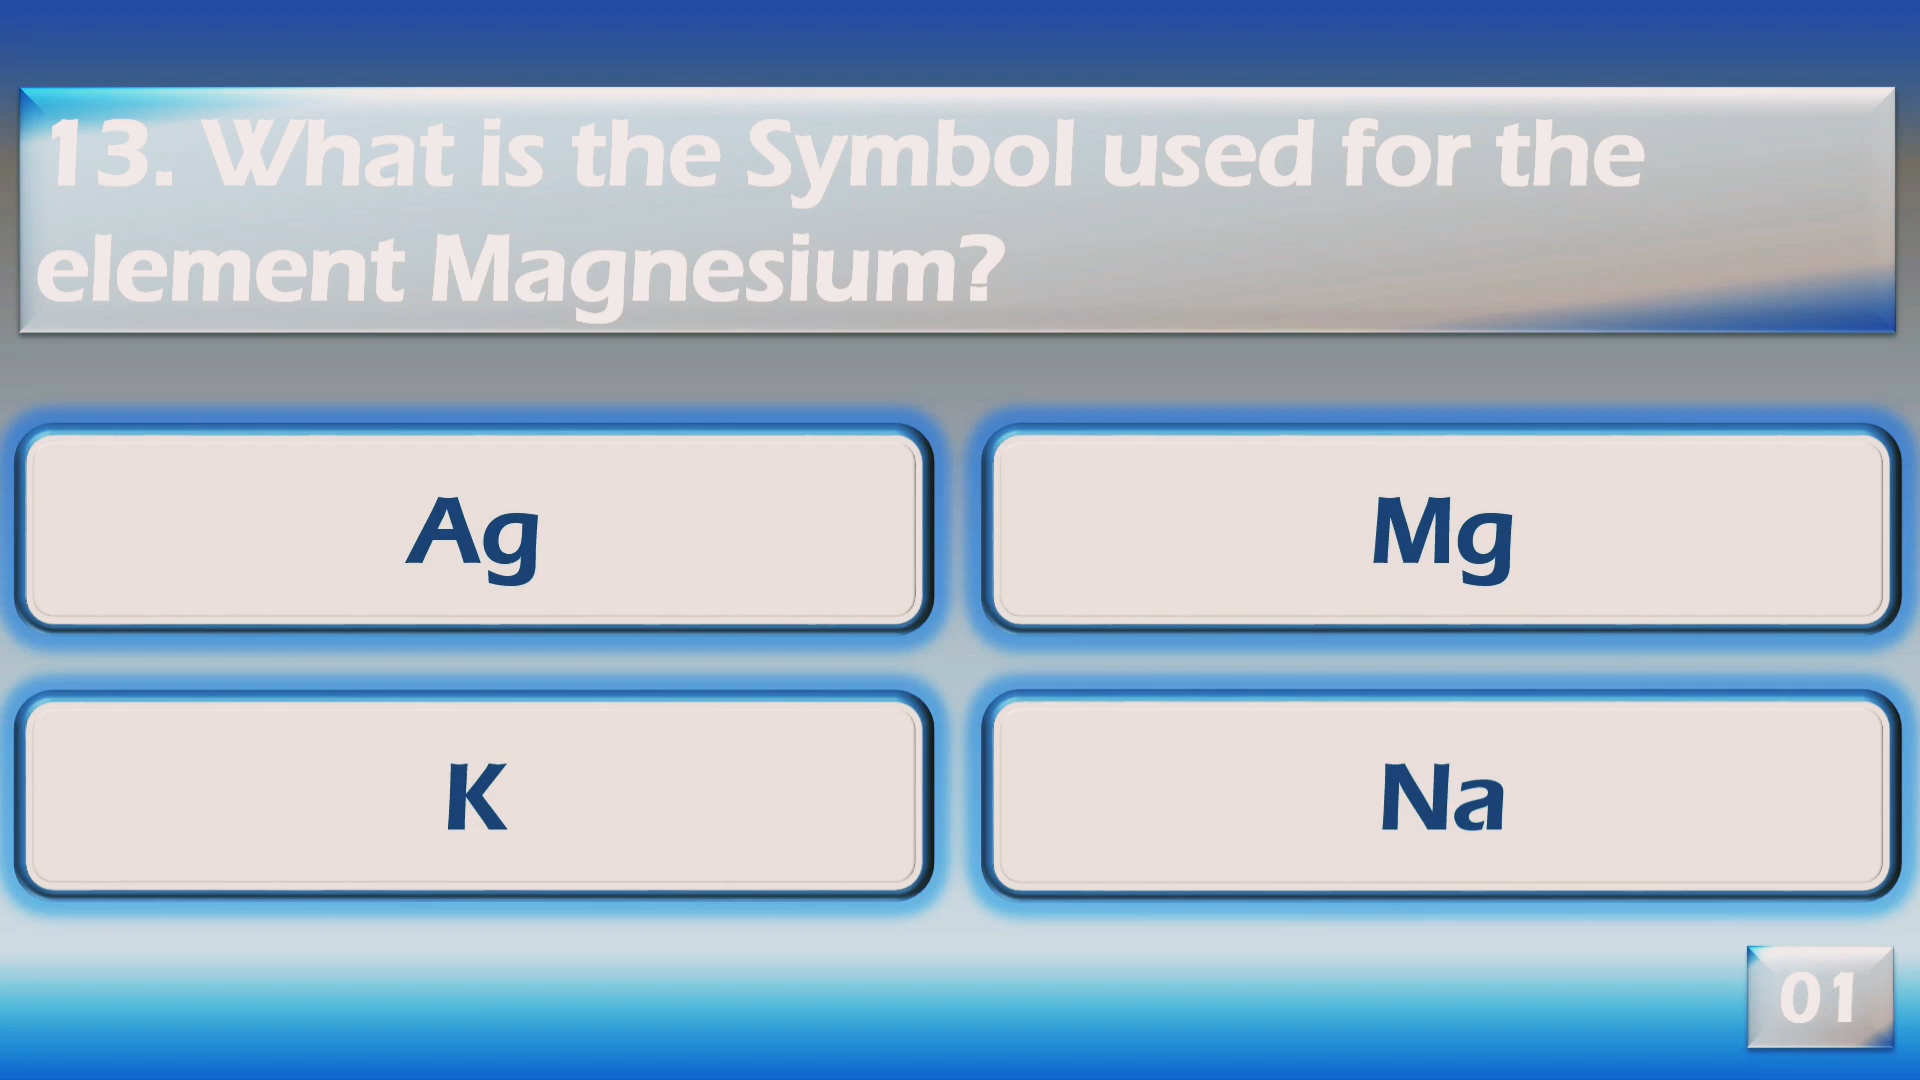 13. What is the Symbol used for the
element Magnesium?
Ag
Mg
K
Na
01